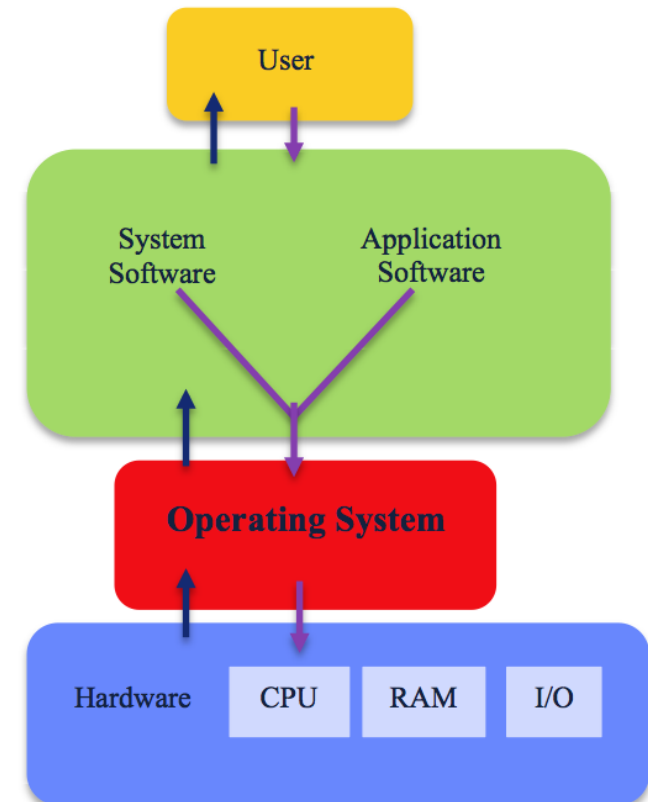 User
System
Software
Application
Software
Operating System
Hardware
CPU
RAM
I/O